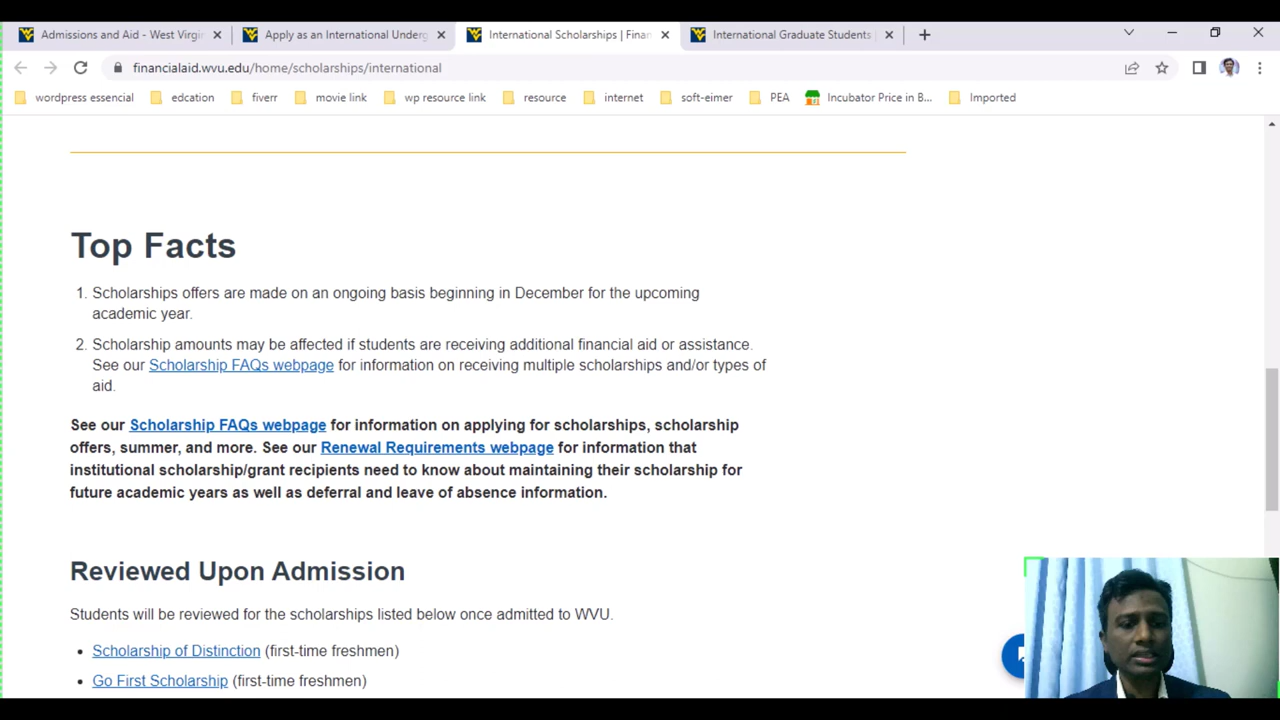 Admissions and Aid - West Virgin
Apply as an International Underg
International Scholarships | Finan
International Graduate Students |
financialaid.wvu.edu/home/scholarships/international
wordpress essencial
edcation
fiverr
movie link
wp resource link
resource
internet
soft-eimer
PEA
Incubator Price in B...
Imported
Top Facts
1. Scholarships offers are made on an ongoing basis beginning in December for the upcoming
academic year.
2. Scholarship amounts may be affected if students are receiving additional financial aid or assistance.
See our Scholarship FAQs webpage for information on receiving multiple scholarships and/or types of
aid.
See our Scholarship FAQs webpage for information on applying for scholarships, scholarship
offers, summer, and more. See our Renewal Requirements webpage for information that
institutional scholarship/grant recipients need to know about maintaining their scholarship for
future academic years as well as deferral and leave of absence information.
Reviewed Upon Admission
Students will be reviewed for the scholarships listed below once admitted to WVU.
• Scholarship of Distinction (first-time freshmen)
• Go First Scholarship (first-time freshmen)